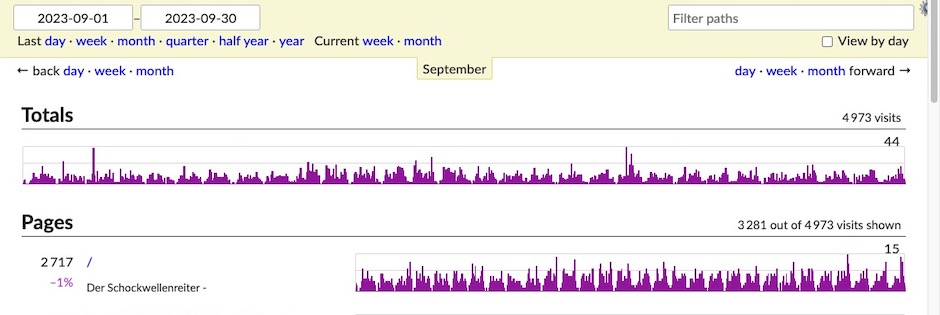 2023-09-01 – 2023-09-30 Filter paths
Last day · week · month · quarter · half year · year Current week · month View by day
← back day · week · month September day · week · month forward →
Totals 4 973 visits
44
Pages 3 281 out of 4 973 visits shown
15
2 717 /
−1% Der Schockwellenreiter -